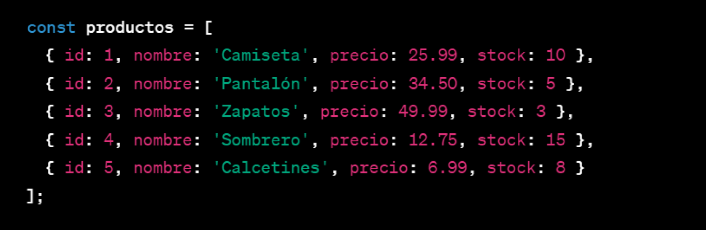 const productos = [
  { id: 1, nombre: 'Camiseta', precio: 25.99, stock: 10 },
  { id: 2, nombre: 'Pantalón', precio: 34.50, stock: 5 },
  { id: 3, nombre: 'Zapatos', precio: 49.99, stock: 3 },
  { id: 4, nombre: 'Sombrero', precio: 12.75, stock: 15 },
  { id: 5, nombre: 'Calcetines', precio: 6.99, stock: 8 }
];